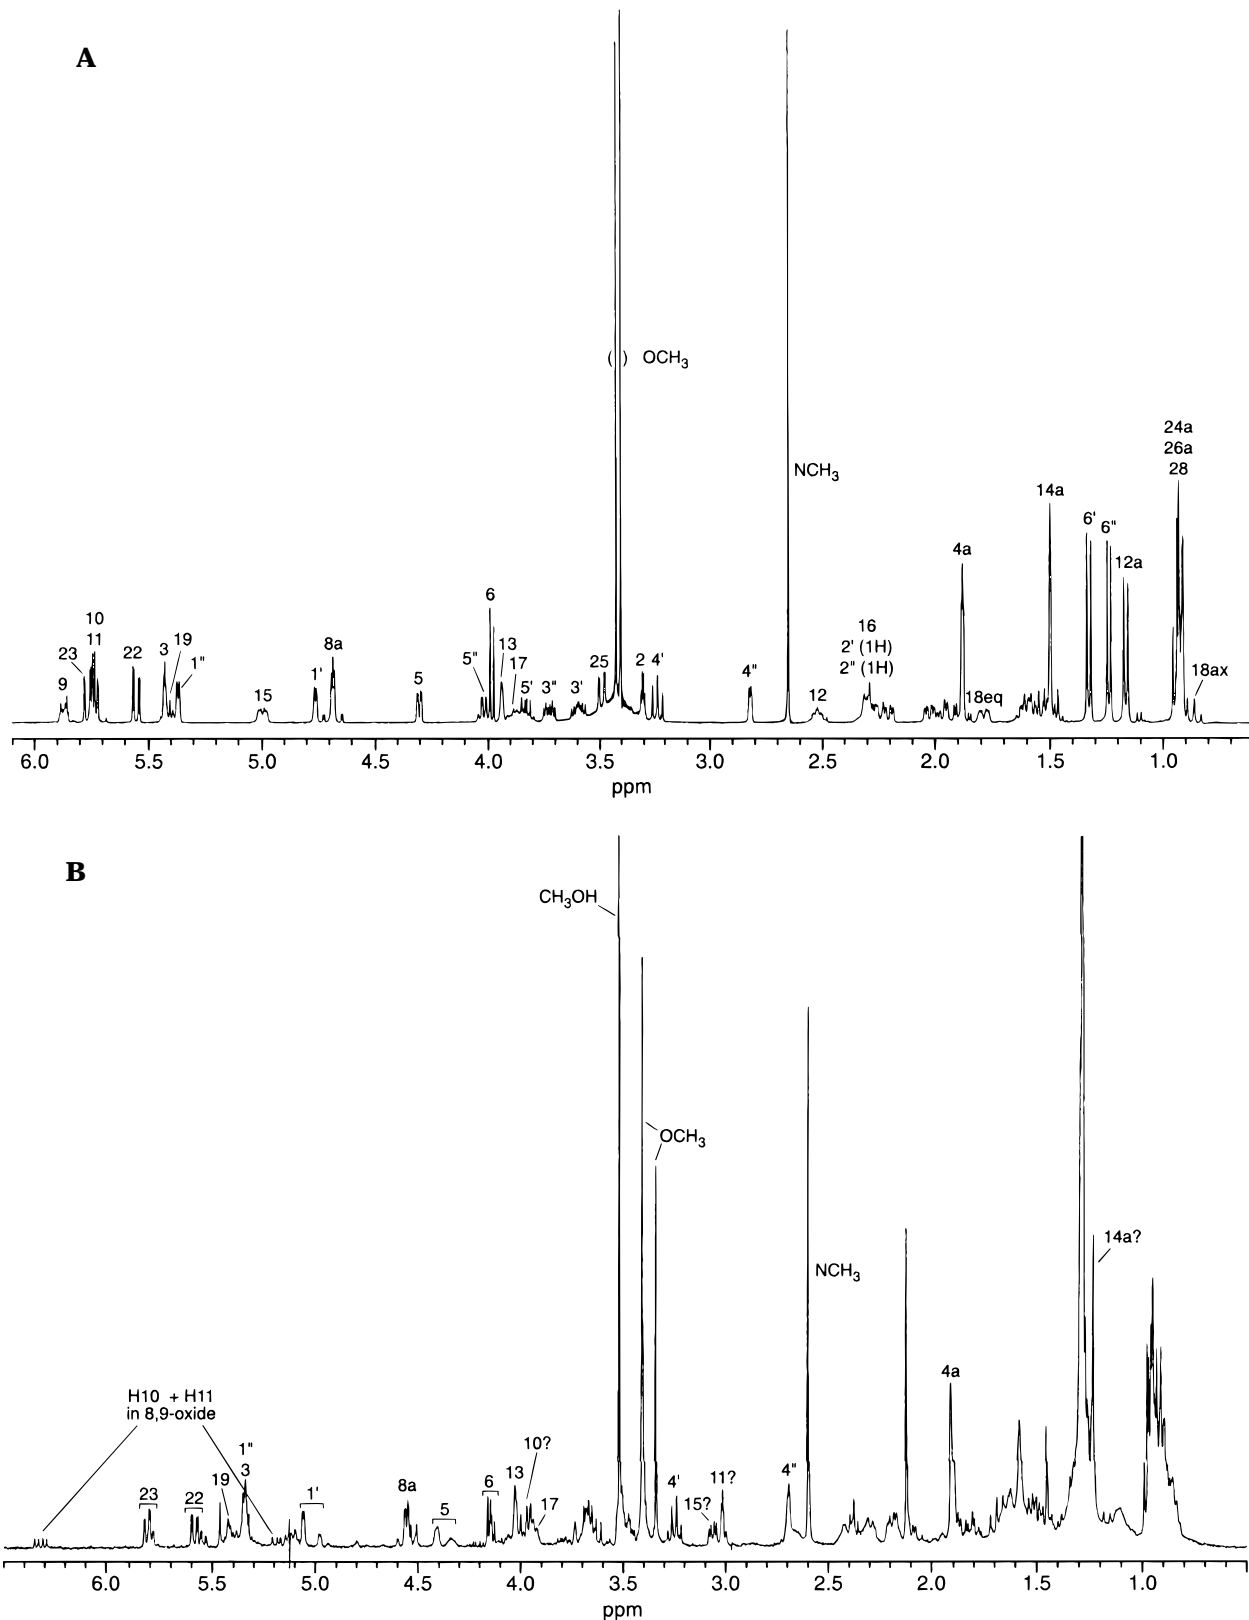 A
( ) OCH₃
NCH₃
24a
26a
28
14a
6'
6"
4a
12a
6
16
2' (1H)
2" (1H)
10
23
11
22
3
19
1"
8a
9
1'
15
5
5"
13
17
5'
3"
3'
25
2
4'
4"
12
18eq
18ax
6.0 5.5 5.0 4.5 4.0 3.5 3.0 2.5 2.0 1.5 1.0
ppm
B
CH₃OH
OCH₃
14a?
NCH₃
4a
H10 + H11
in 8,9-oxide
1"
3
23
22
19
1'
8a
5
6
13
10?
17
4'
15?
11?
4"
6.0 5.5 5.0 4.5 4.0 3.5 3.0 2.5 2.0 1.5 1.0
ppm